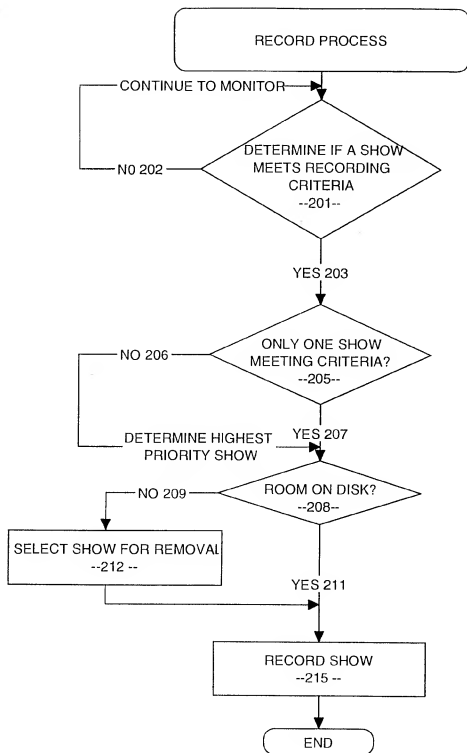 RECORD PROCESS
CONTINUE TO MONITOR
DETERMINE IF A SHOW
MEETS RECORDING
CRITERIA
--201--
N0 202
YES 203
ONLY ONE SHOW
MEETING CRITERIA?
--205--
NO 206
YES 207
DETERMINE HIGHEST
PRIORITY SHOW
ROOM ON DISK?
--208--
NO 209
SELECT SHOW FOR REMOVAL
--212 --
YES 211
RECORD SHOW
--215 --
END